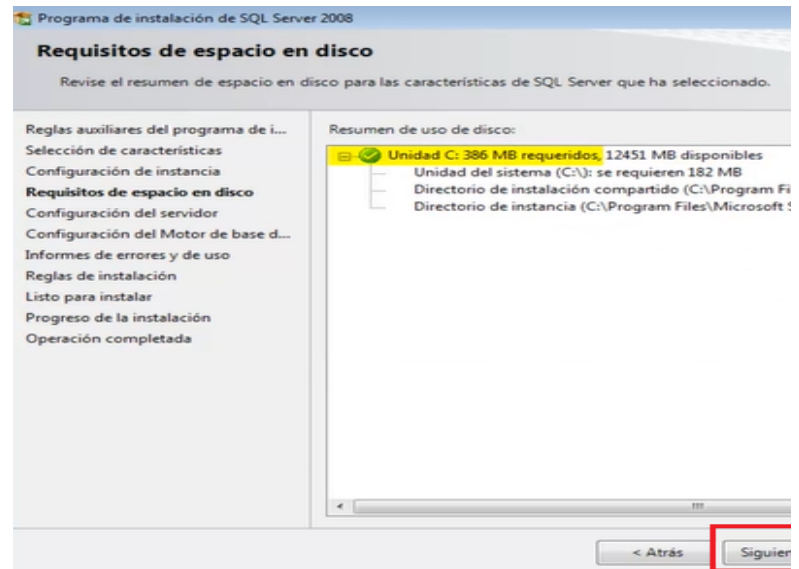 Programa de instalación de SQL Server 2008
Requisitos de espacio en disco
Revise el resumen de espacio en disco para las características de SQL Server que ha seleccionado.
Reglas auxiliares del programa de i...
Selección de características
Configuración de instancia
Requisitos de espacio en disco
Configuración del servidor
Configuración del Motor de base d...
Informes de errores y de uso
Reglas de instalación
Listo para instalar
Progreso de la instalación
Operación completada
Resumen de uso de disco:
Unidad C: 386 MB requeridos, 12451 MB disponibles
Unidad del sistema (C:\): se requieren 182 MB
Directorio de instalación compartido (C:\Program Fi
Directorio de instancia (C:\Program Files\Microsoft S
< Atrás
Siguien